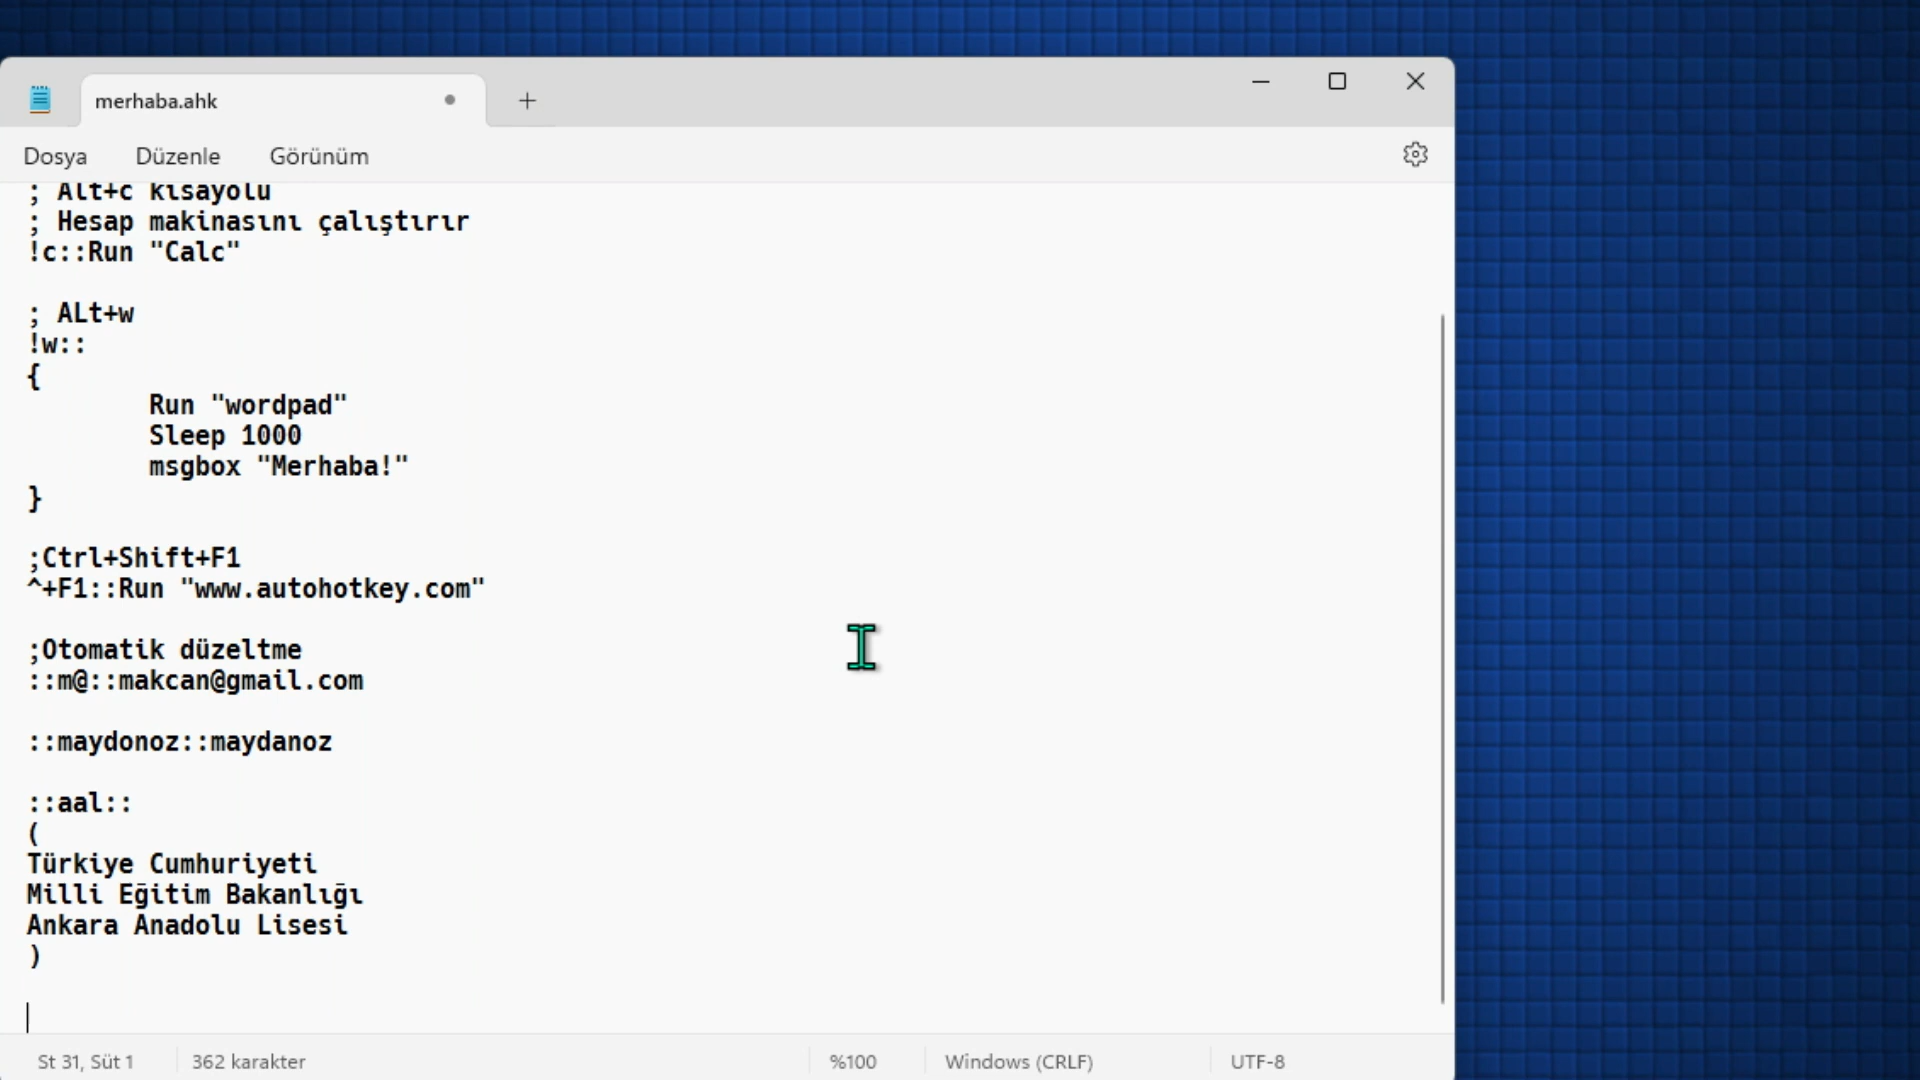 merhaba.ahk
Dosya Düzenle Görünüm
; Alt+c kısayolu
; Hesap makinasını çalıştırır
!c::Run "Calc"
; ALt+w
!w::
{
Run "wordpad"
Sleep 1000
msgbox "Merhaba!"
}
;Ctrl+Shift+F1
^+F1::Run "www.autohotkey.com"
;Otomatik düzeltme
::m@::makcan@gmail.com
::maydonoz::maydanoz
::aal::
(
Türkiye Cumhuriyeti
Milli Eğitim Bakanlığı
Ankara Anadolu Lisesi
)
St 31, Süt 1 362 karakter %100 Windows (CRLF) UTF-8